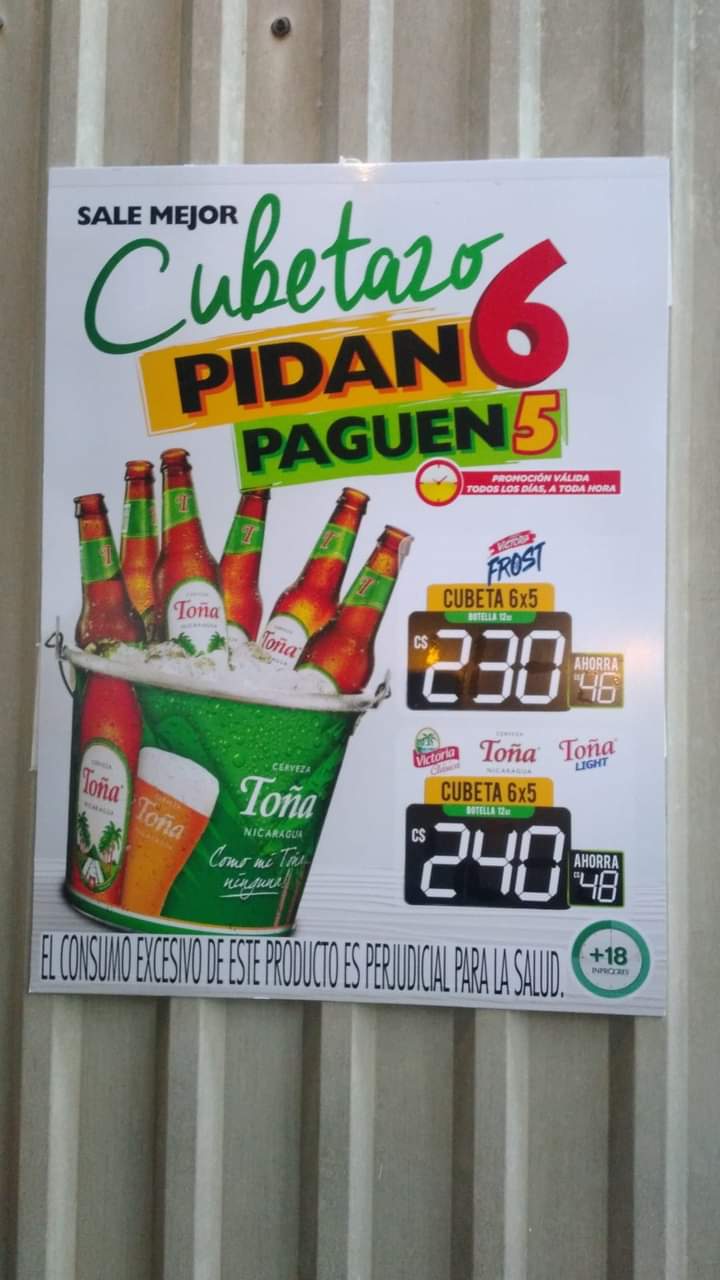 SALE MEJOR
Cubetazo
PIDAN 6
PAGUEN 5
PROMOCIÓN VÁLIDA
TODOS LOS DÍAS, A TODA HORA
VICTORIA
FROST
CUBETA 6x5
BOTELLA 12oz
C$ 230
AHORRA
C$ 46
Victoria
Clásica
CERVEZA
Toña
NICARAGUA
Toña
LIGHT
CUBETA 6x5
BOTELLA 12oz
C$ 240
AHORRA
C$ 48
Toña
NICARAGUA
Toña
Toña
Toña
CERVEZA
Toña
NICARAGUA
Como mi Toña
ninguna!
EL CONSUMO EXCESIVO DE ESTE PRODUCTO ES PERJUDICIAL PARA LA SALUD.
+18